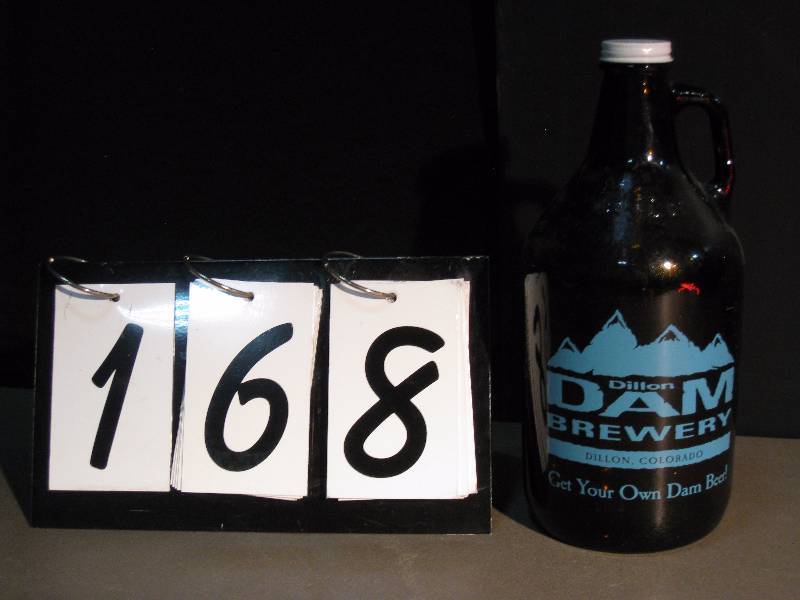 168
Dillon
DAM
BREWERY
DILLON, COLORADO
Get Your Own Dam Beer!